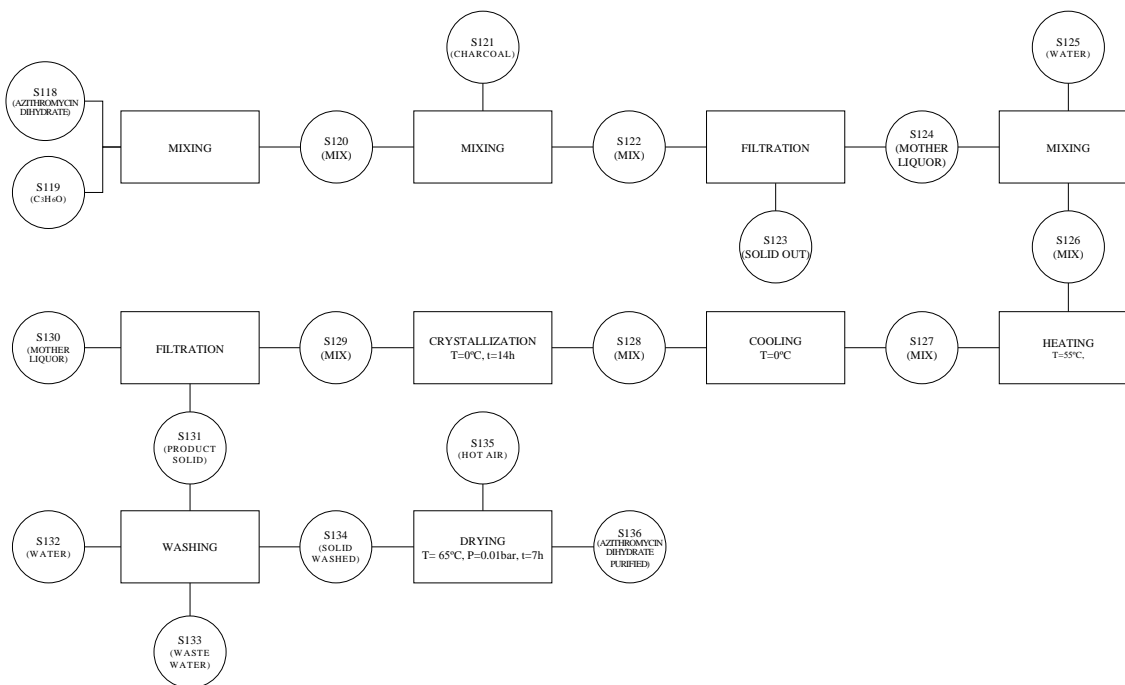 S121
(CHARCOAL)
S125
(WATER)
S118
(AZITHROMYCIN
DIHYDRATE)
S119
(C3H6O)
MIXING
S120
(MIX)
MIXING
S122
(MIX)
FILTRATION
S124
(MOTHER
LIQUOR)
MIXING
S123
(SOLID OUT)
S126
(MIX)
S130
(MOTHER
LIQUOR)
FILTRATION
S129
(MIX)
CRYSTALLIZATION
T=0ºC, t=14h
S128
(MIX)
COOLING
T=0ºC
S127
(MIX)
HEATING
T=55ºC,
S131
(PRODUCT
SOLID)
S135
(HOT AIR)
S132
(WATER)
WASHING
S134
(SOLID
WASHED)
DRYING
T= 65ºC, P=0.01bar, t=7h
S136
(AZITHROMYCIN
DIHYDRATE
PURIFIED)
S133
(WASTE
WATER)